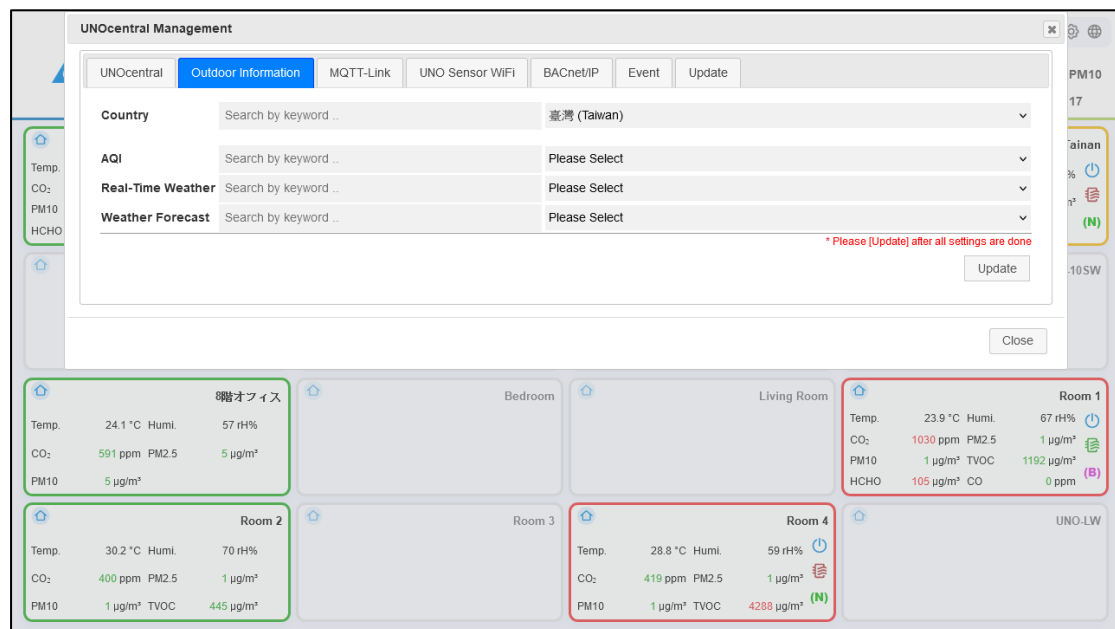 UNOcentral Management
UNOcentral Outdoor Information MQTT-Link UNO Sensor WiFi BACnet/IP Event Update
Country Search by keyword .. 臺灣 (Taiwan)
AQI Search by keyword .. Please Select
Real-Time Weather Search by keyword .. Please Select
Weather Forecast Search by keyword .. Please Select
* Please [Update] after all settings are done
Update
Close
PM10
17
Temp.
CO₂
PM10
HCHO
ainan
%
m³
(N)
-10SW
8階オフィス
Temp. 24.1 °C Humi. 57 rH%
CO₂ 591 ppm PM2.5 5 μg/m³
PM10 5 μg/m³
Bedroom
Living Room
Room 1
Temp. 23.9 °C Humi. 67 rH%
CO₂ 1030 ppm PM2.5 1 μg/m³
PM10 1 μg/m³ TVOC 1192 μg/m³
HCHO 105 μg/m³ CO 0 ppm
(B)
Room 2
Temp. 30.2 °C Humi. 70 rH%
CO₂ 400 ppm PM2.5 1 μg/m³
PM10 1 μg/m³ TVOC 445 μg/m³
Room 3
Room 4
Temp. 28.8 °C Humi. 59 rH%
CO₂ 419 ppm PM2.5 1 μg/m³
PM10 1 μg/m³ TVOC 4288 μg/m³
(N)
UNO-LW